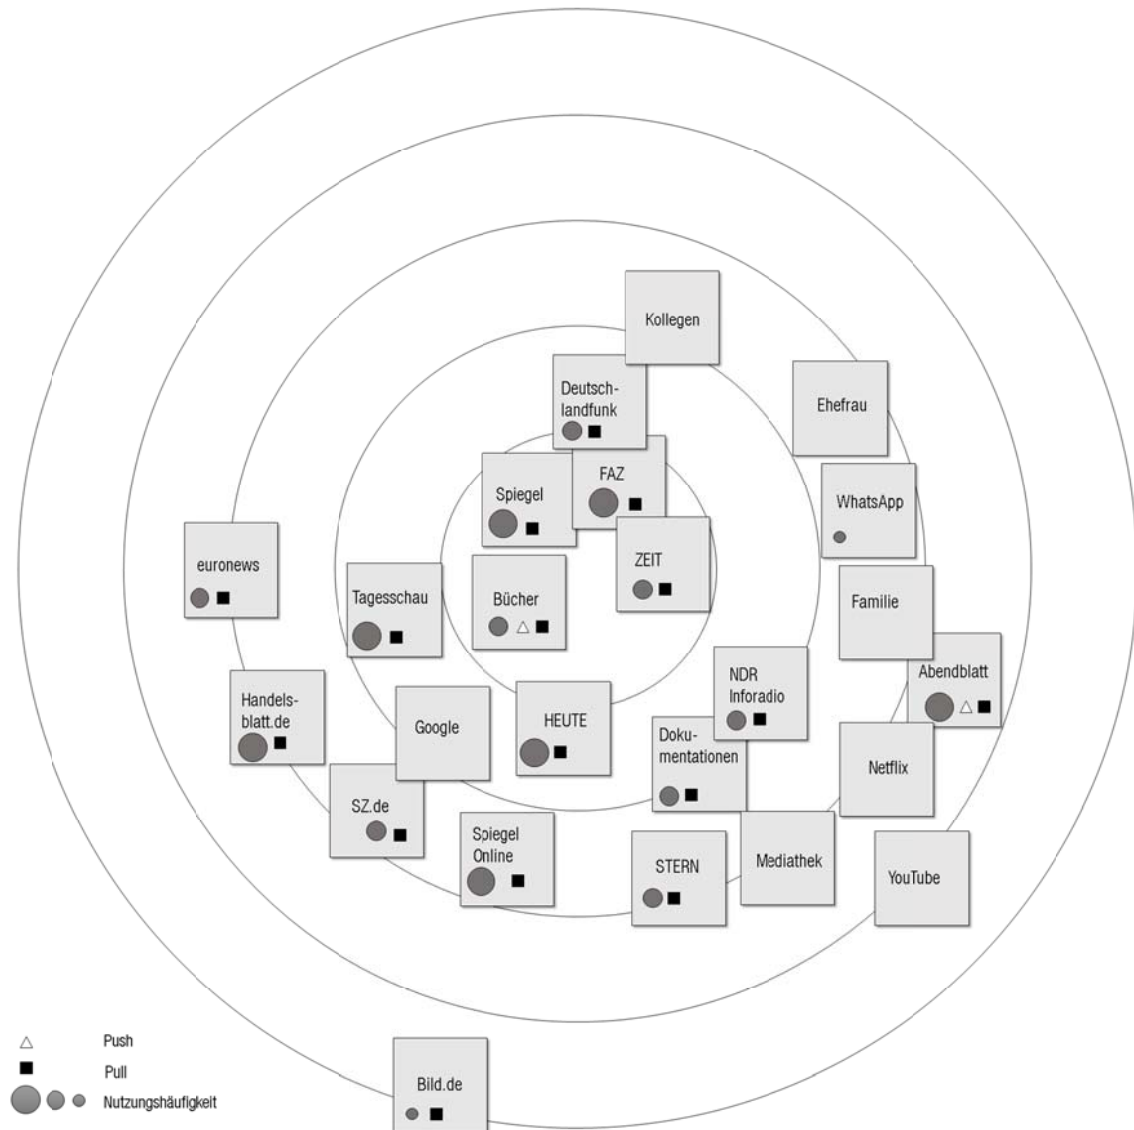 Kollegen
Deutsch-
landfunk
Ehefrau
FAZ
Spiegel
WhatsApp
ZEIT
euronews
Tagesschau
Bücher
Familie
NDR
Inforadio
Abendblatt
Handels-
blatt.de
Google
HEUTE
Doku-
mentationen
Netflix
SZ.de
Spiegel
Online
STERN
Mediathek
YouTube
Push
Pull
Nutzungshäufigkeit
Bild.de